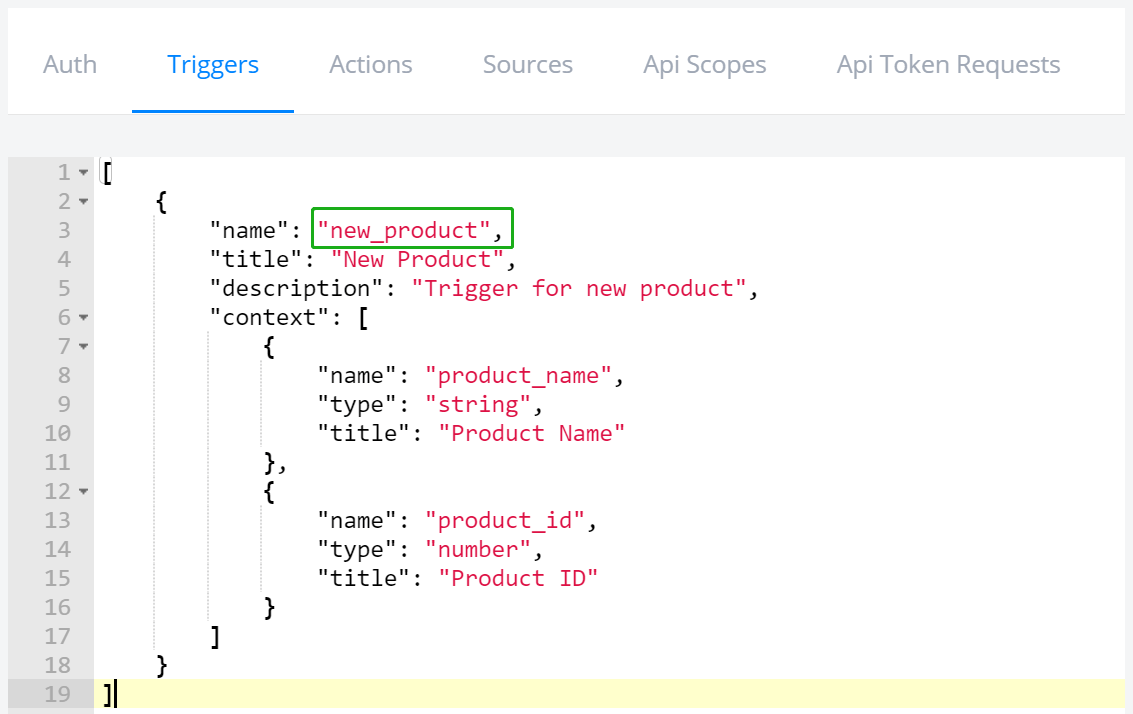 Auth Triggers Actions Sources Api Scopes Api Token Requests
1 [
2     {
3         "name": "new_product",
4         "title": "New Product",
5         "description": "Trigger for new product",
6         "context": [
7             {
8                 "name": "product_name",
9                 "type": "string",
10                 "title": "Product Name"
11             },
12             {
13                 "name": "product_id",
14                 "type": "number",
15                 "title": "Product ID"
16             }
17         ]
18     }
19 ]